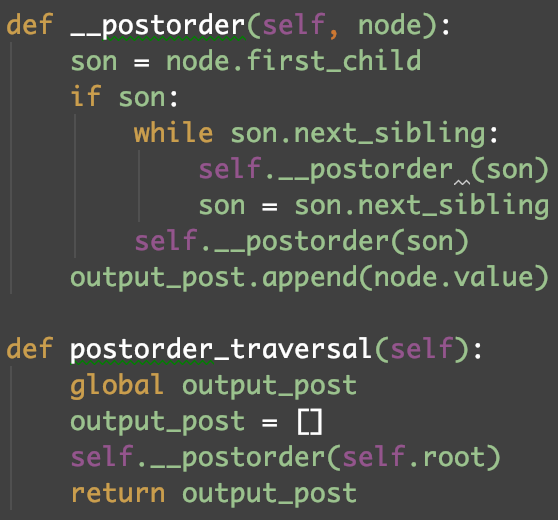 def __postorder(self, node):
    son = node.first_child
    if son:
        while son.next_sibling:
            self.__postorder (son)
            son = son.next_sibling
        self.__postorder(son)
    output_post.append(node.value)

def postorder_traversal(self):
    global output_post
    output_post = []
    self.__postorder(self.root)
    return output_post